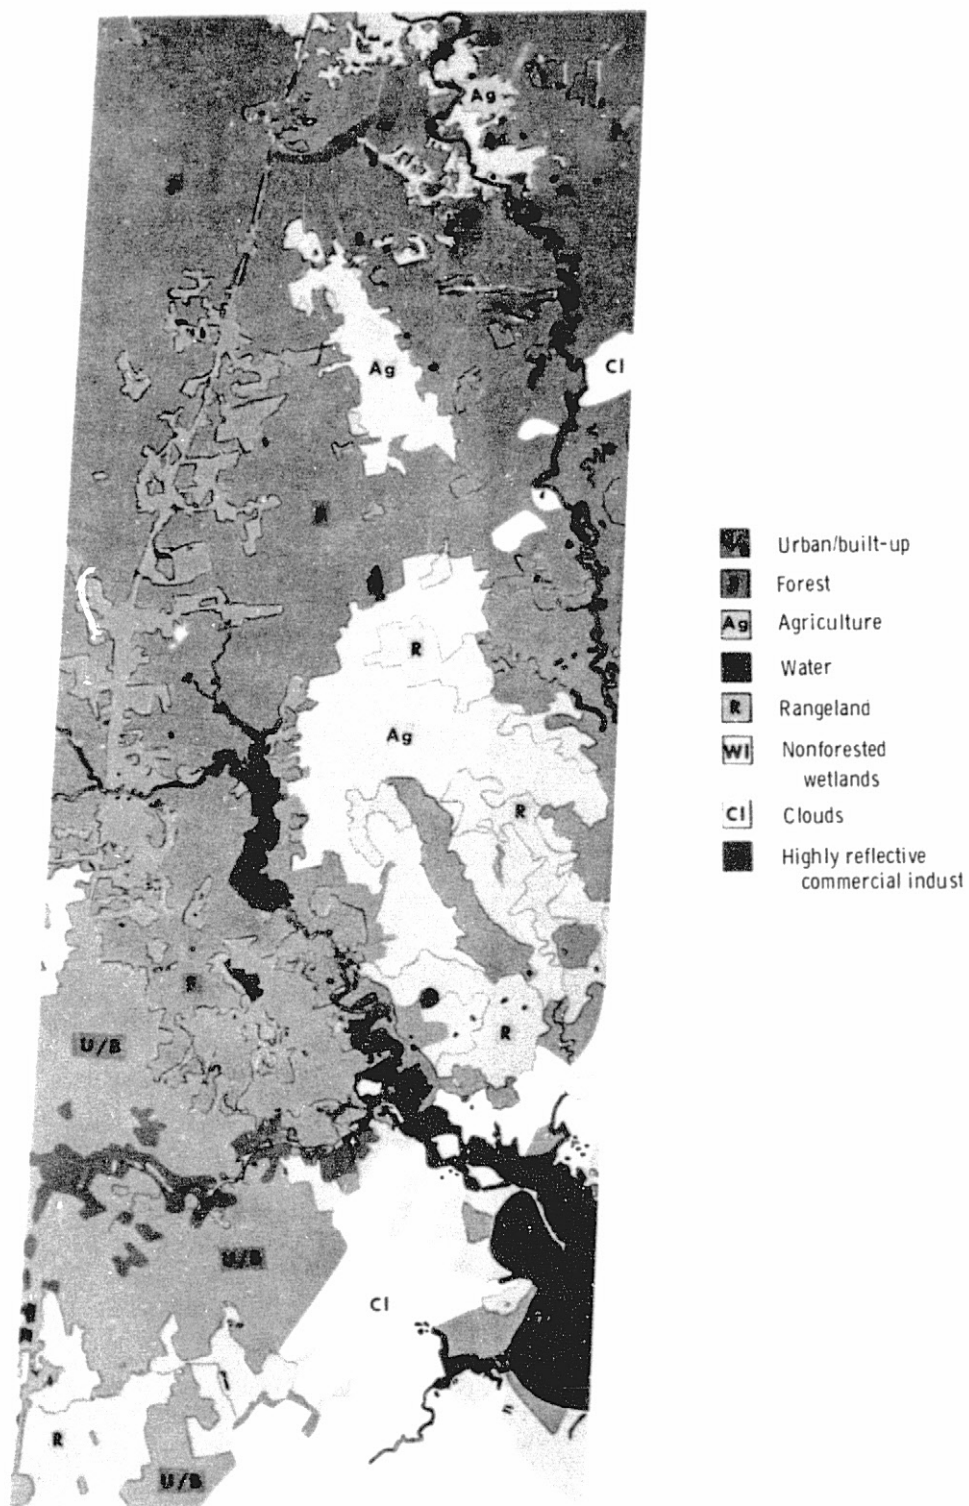 Ag
Cl
Ag
R
Ag
R
F
R
U/B
U/B
Cl
R
U/B
Urban/built-up
Forest
Ag Agriculture
Water
R Rangeland
Wl Nonforested
wetlands
Cl Clouds
Highly reflective
commercial indust